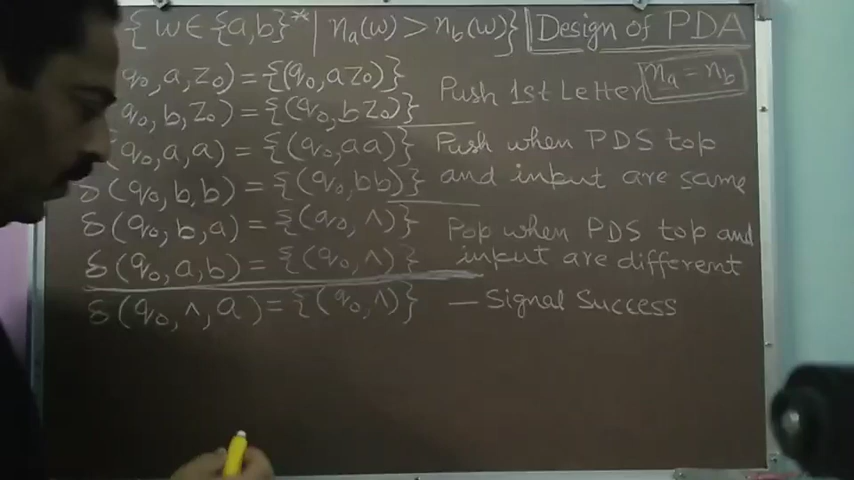 { w ∈ {a,b}* | na(w) > nb(w)} Design of PDA
q0, a, z0) = {(q0, a z0)} Push 1st Letter na = nb
q0, b, z0) = {(q0, b z0)}
q0, a, a) = {(q0, aa)} Push when PDS top
δ(q0, b, b) = {(q0, bb)} and input are same
δ(q0, b, a) = {(q0, ∧)} Pop when PDS top and
δ(q0, a, b) = {(q0, ∧)} input are different
δ(q0, ∧, a) = {(q0, ∧)} — Signal Success